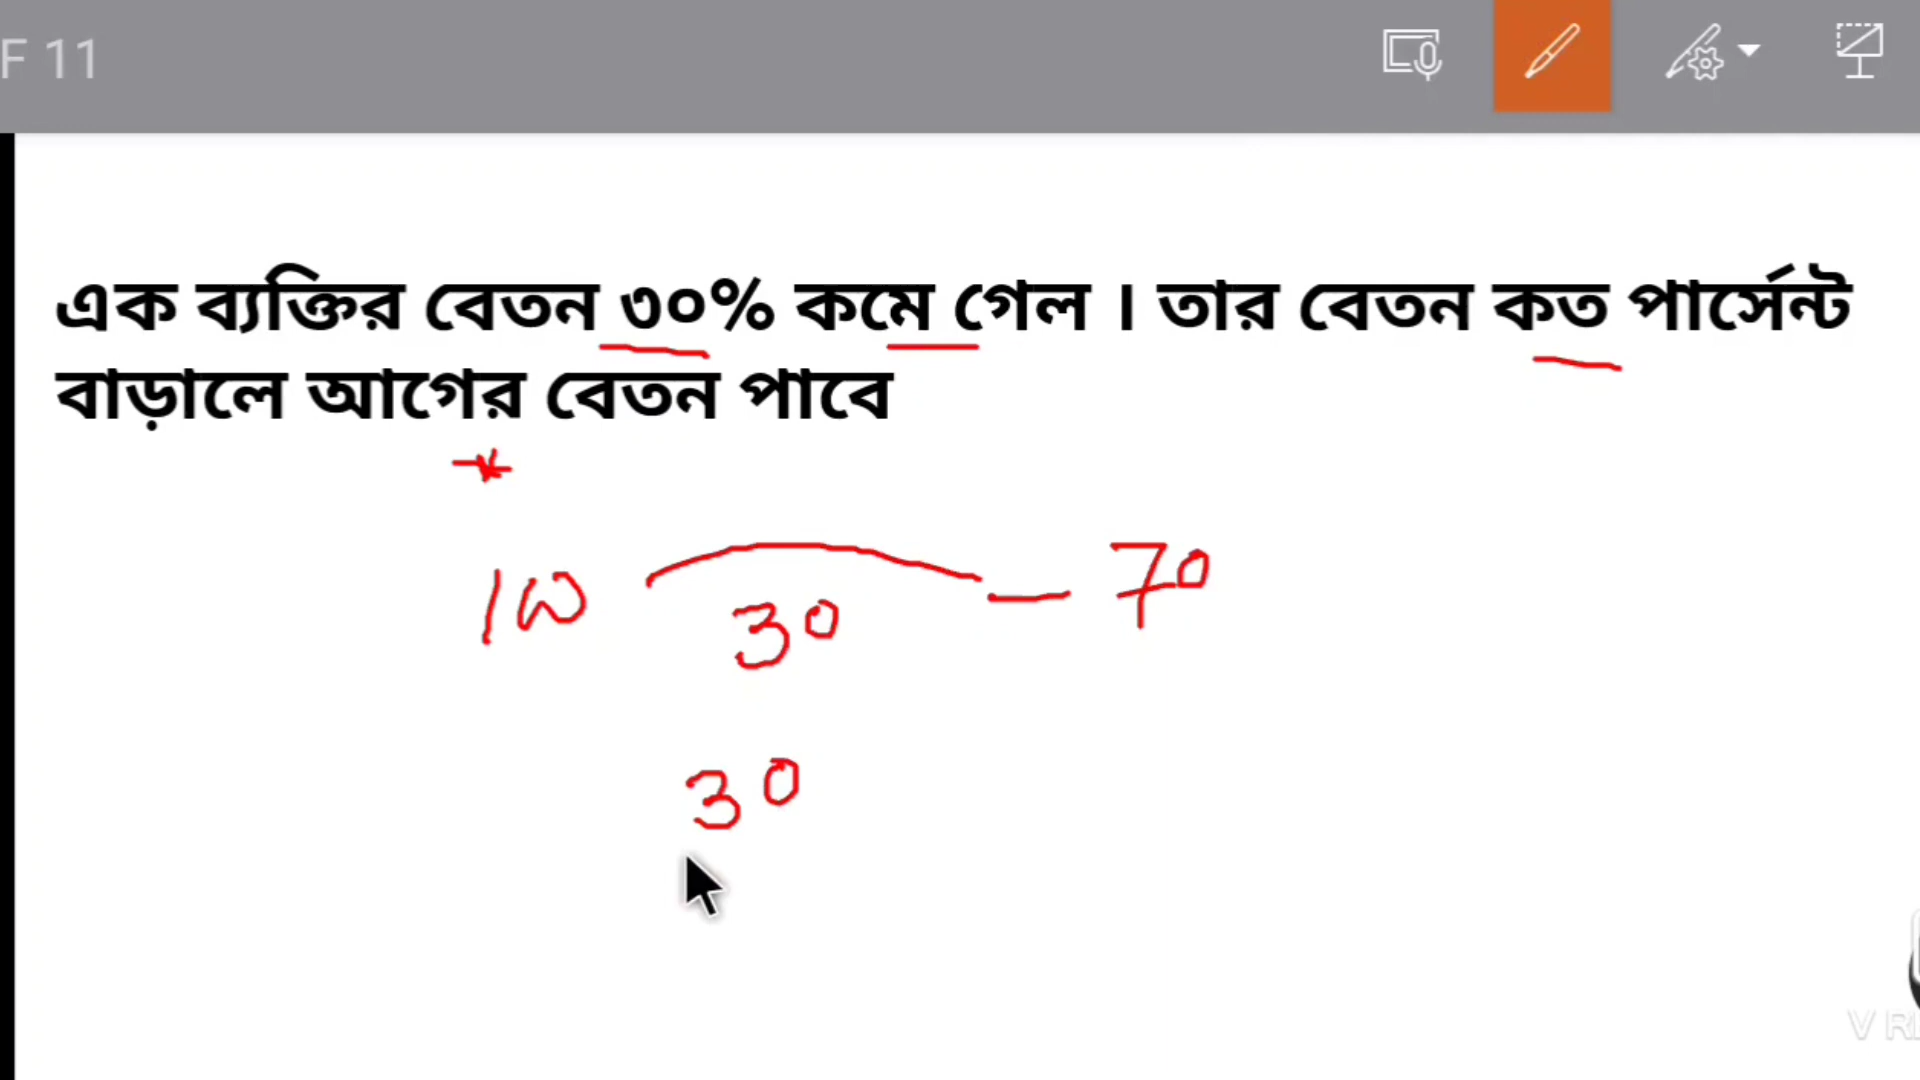 F 11
এক ব্যক্তির বেতন ৩০% কমে গেল । তার বেতন কত পার্সেন্ট
বাড়ালে আগের বেতন পাবে
100 30 — 70
30